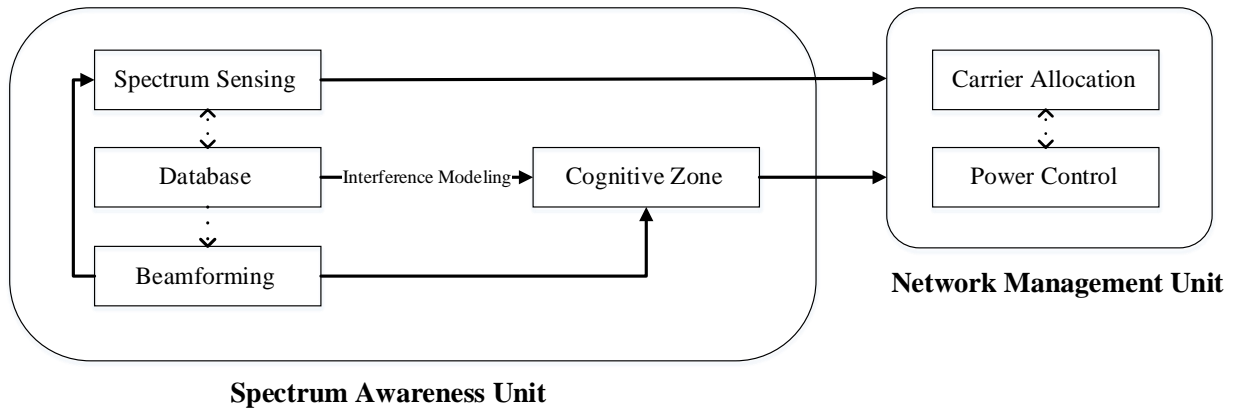 Spectrum Sensing
Carrier Allocation
Database
Interference Modeling
Cognitive Zone
Power Control
Beamforming
Network Management Unit
Spectrum Awareness Unit